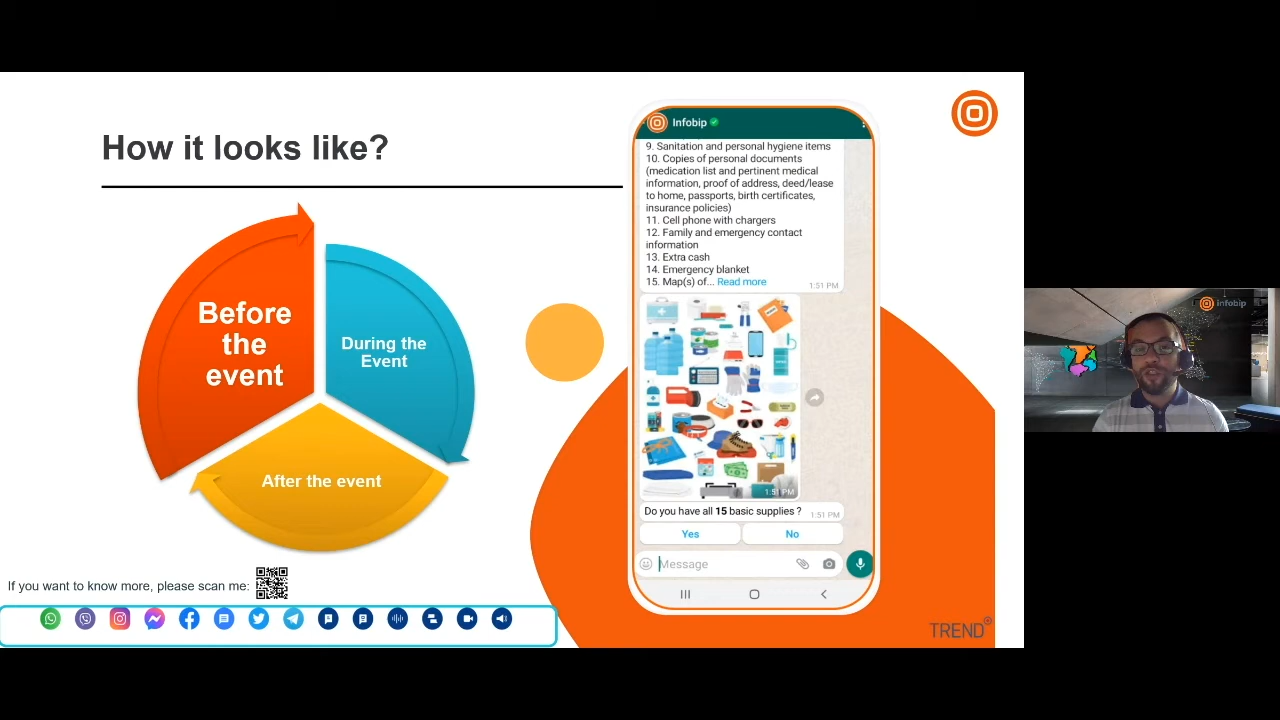 How it looks like?
Before
the
event
During the
Event
After the event
If you want to know more, please scan me:
Infobip
9. Sanitation and personal hygiene items
10. Copies of personal documents
(medication list and pertinent medical
information, proof of address, deed/lease
to home, passports, birth certificates,
insurance policies)
11. Cell phone with chargers
12. Family and emergency contact
information
13. Extra cash
14. Emergency blanket
15. Map(s) of... Read more
1:51 PM
1:51 PM
Do you have all 15 basic supplies ?
1:51 PM
Yes
No
Message
TREND
infobip